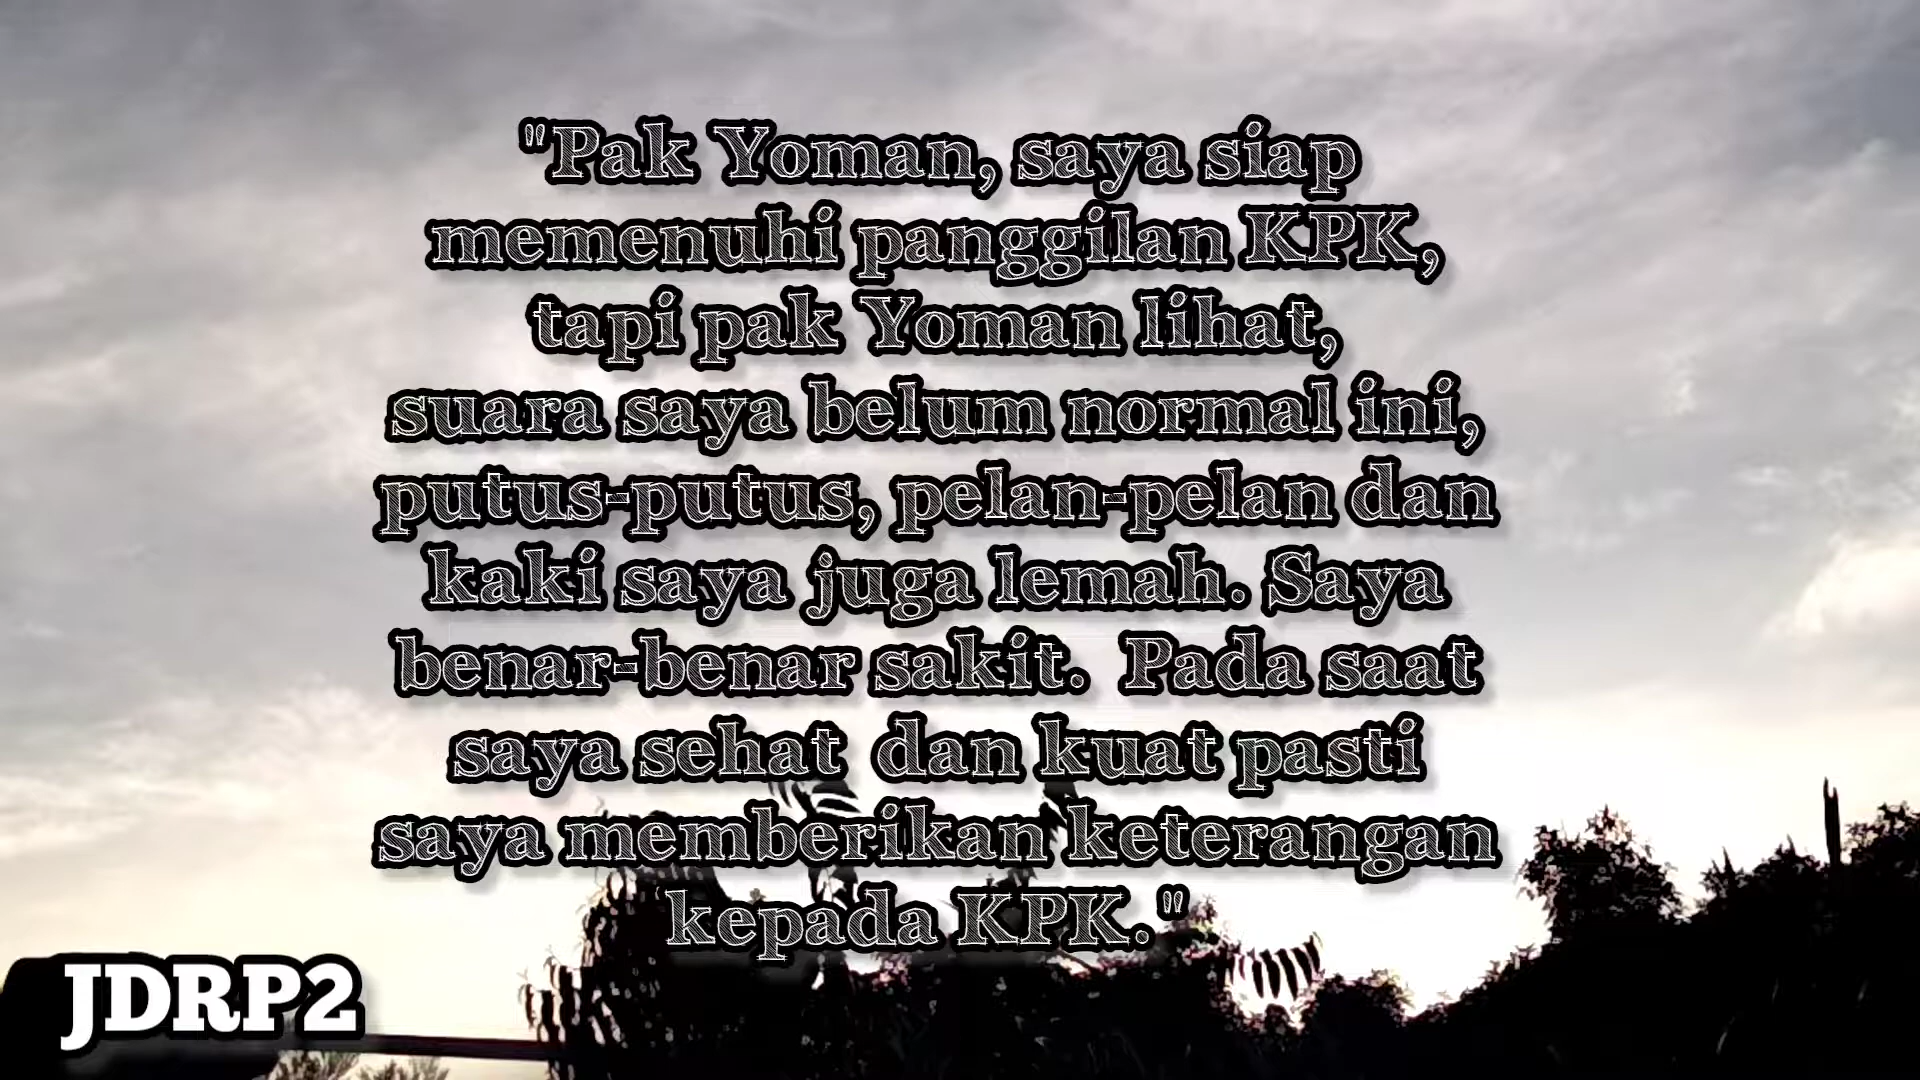 "Pak Yoman, saya siap
memenuhi panggilan KPK,
tapi pak Yoman lihat,
suara saya belum normal ini,
putus-putus, pelan-pelan dan
kaki saya juga lemah. Saya
benar-benar sakit.  Pada saat
saya sehat  dan kuat pasti
saya memberikan keterangan
kepada KPK."
JDRP2